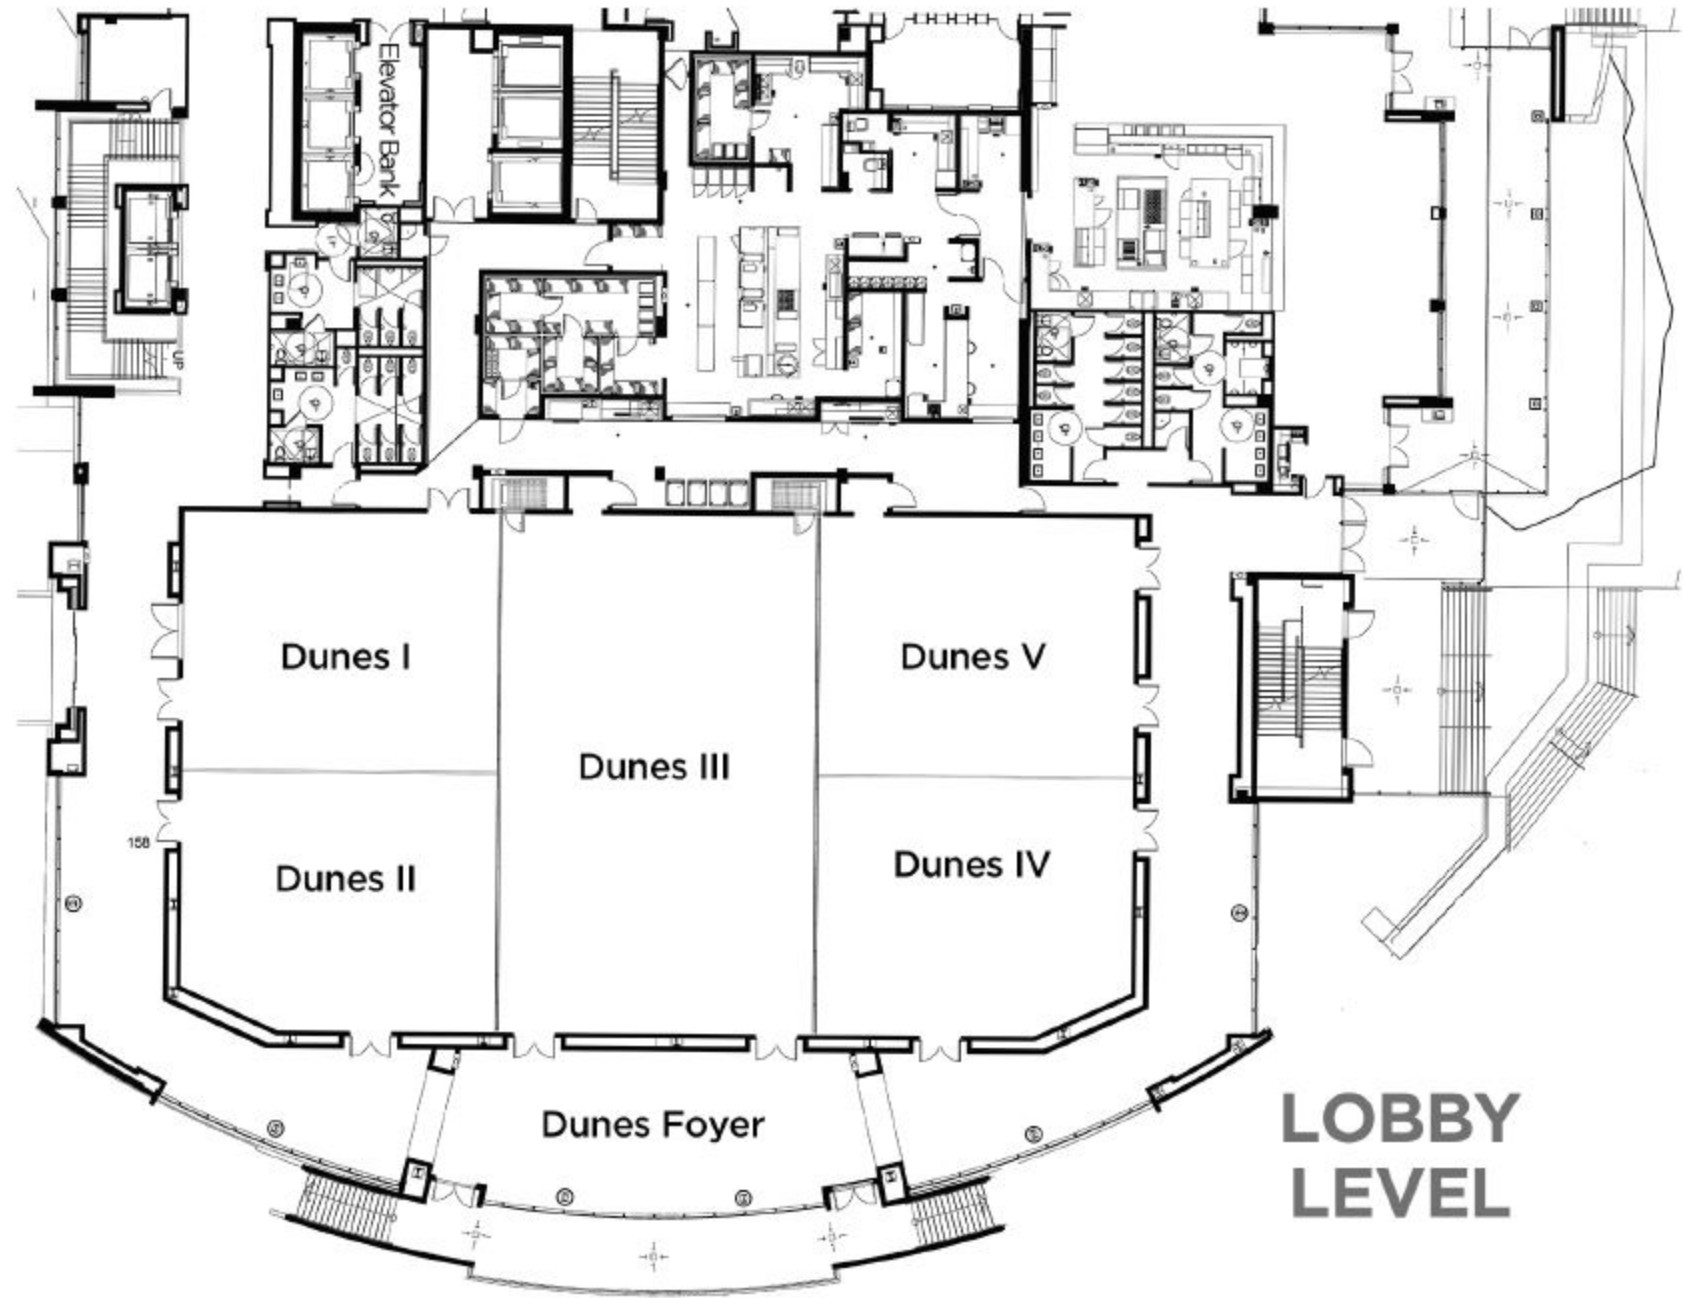 Elevator Bank
UP
Dunes I
Dunes V
Dunes III
158
Dunes II
Dunes IV
Dunes Foyer
LOBBY
LEVEL